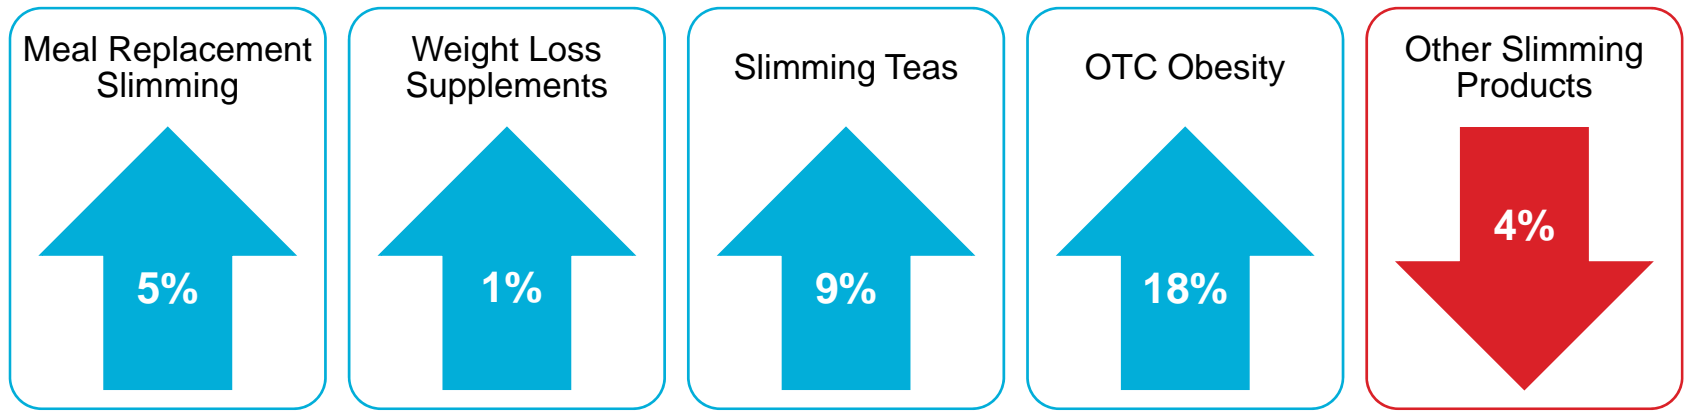 Meal Replacement
Slimming
5%
Weight Loss
Supplements
1%
Slimming Teas
9%
OTC Obesity
18%
Other Slimming
Products
4%